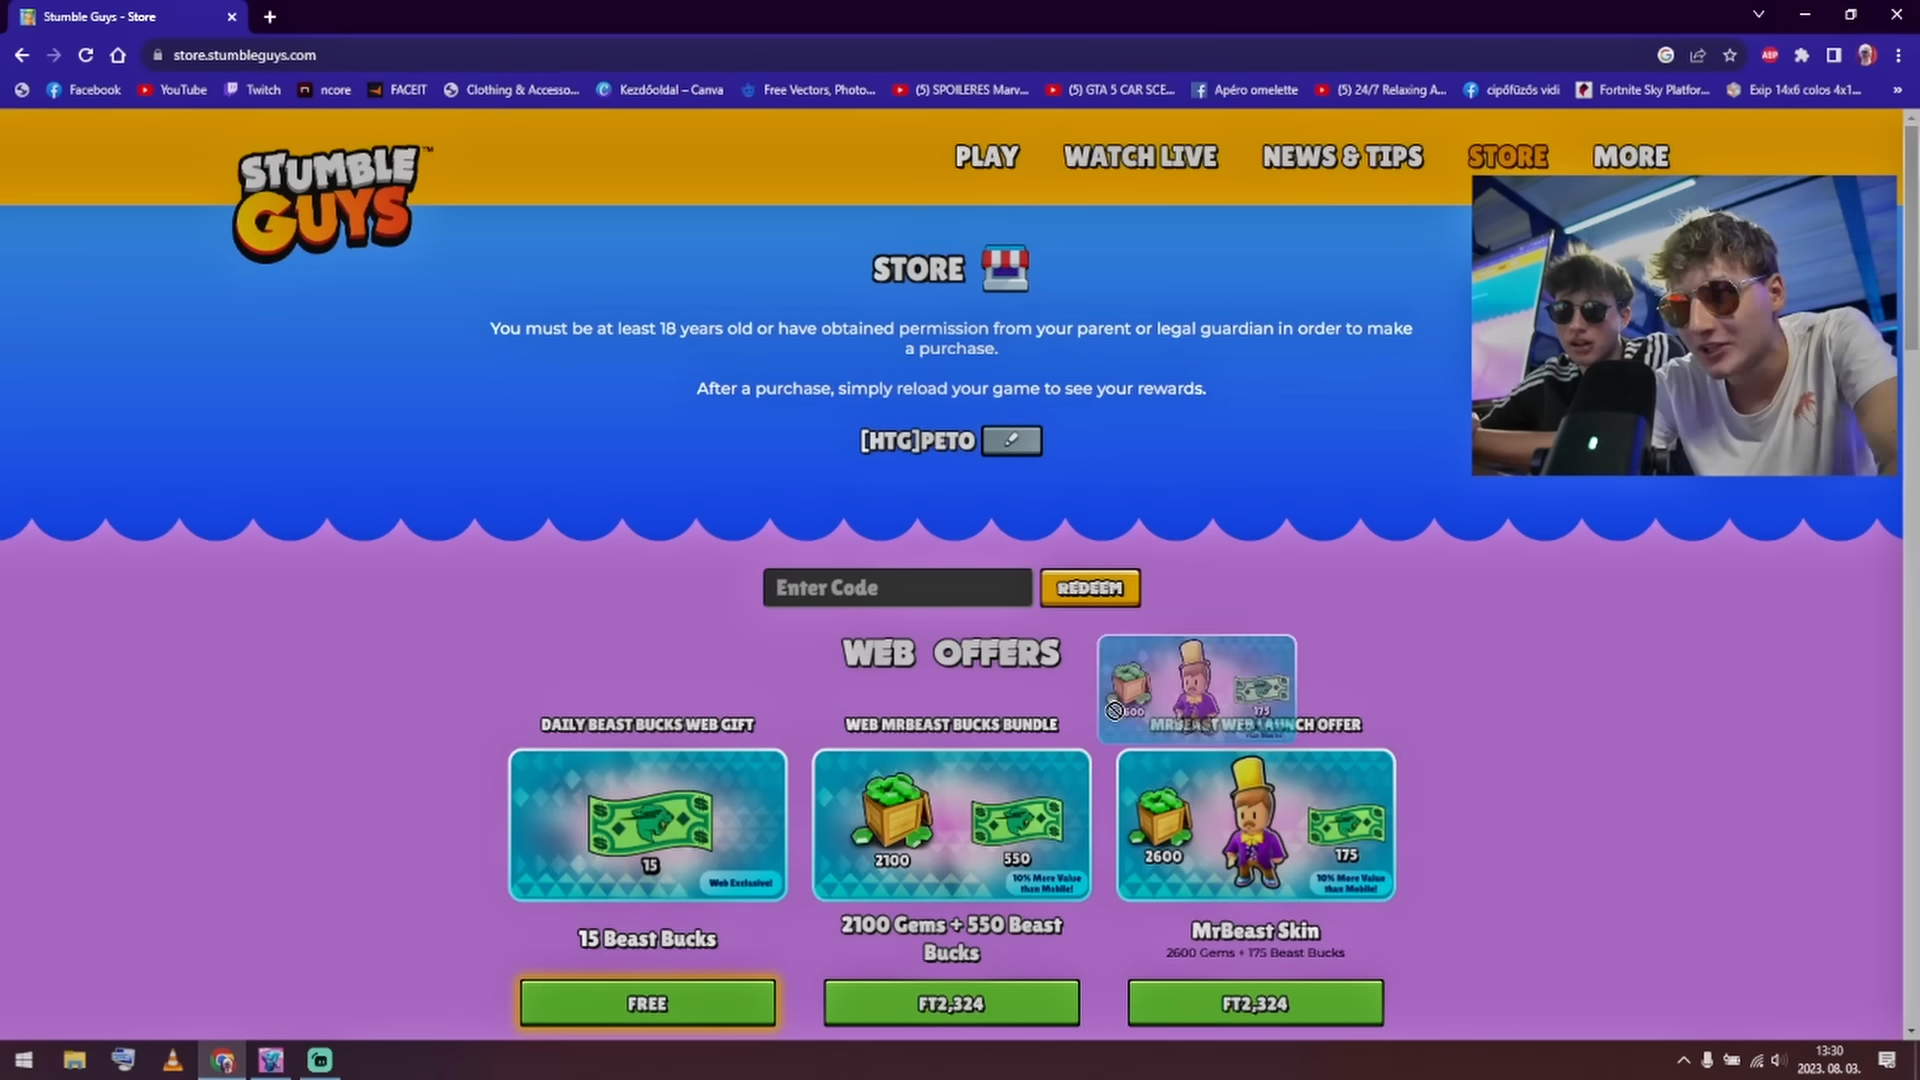 Stumble Guys - Store
store.stumbleguys.com
ABP
Facebook
YouTube
Twitch
ncore
FACEIT
Clothing & Accesso...
Kezdőoldal – Canva
Free Vectors, Photo...
(5) SPOILERES Marv...
(5) GTA 5 CAR SCE...
Apéro omelette
(5) 24/7 Relaxing A...
cipőfűzős vidi
Fortnite Sky Platfor...
Exip 14x6 colos 4x1...
»
STUMBLE GUYS™
PLAY
WATCH LIVE
NEWS & TIPS
STORE
MORE
STORE
You must be at least 18 years old or have obtained permission from your parent or legal guardian in order to make
a purchase.
After a purchase, simply reload your game to see your rewards.
[HTG]PETO
Enter Code
REDEEM
WEB OFFERS
175
DAILY BEAST BUCKS WEB GIFT
WEB MRBEAST BUCKS BUNDLE
MRBEAST WEB LAUNCH OFFER
15
Web Exclusive!
2100
550
10% More Value
than Mobile!
2600
175
10% More Value
than Mobile!
15 Beast Bucks
2100 Gems + 550 Beast
Bucks
MrBeast Skin
2600 Gems + 175 Beast Bucks
FREE
FT2,324
FT2,324
13:30
2023. 08. 03.